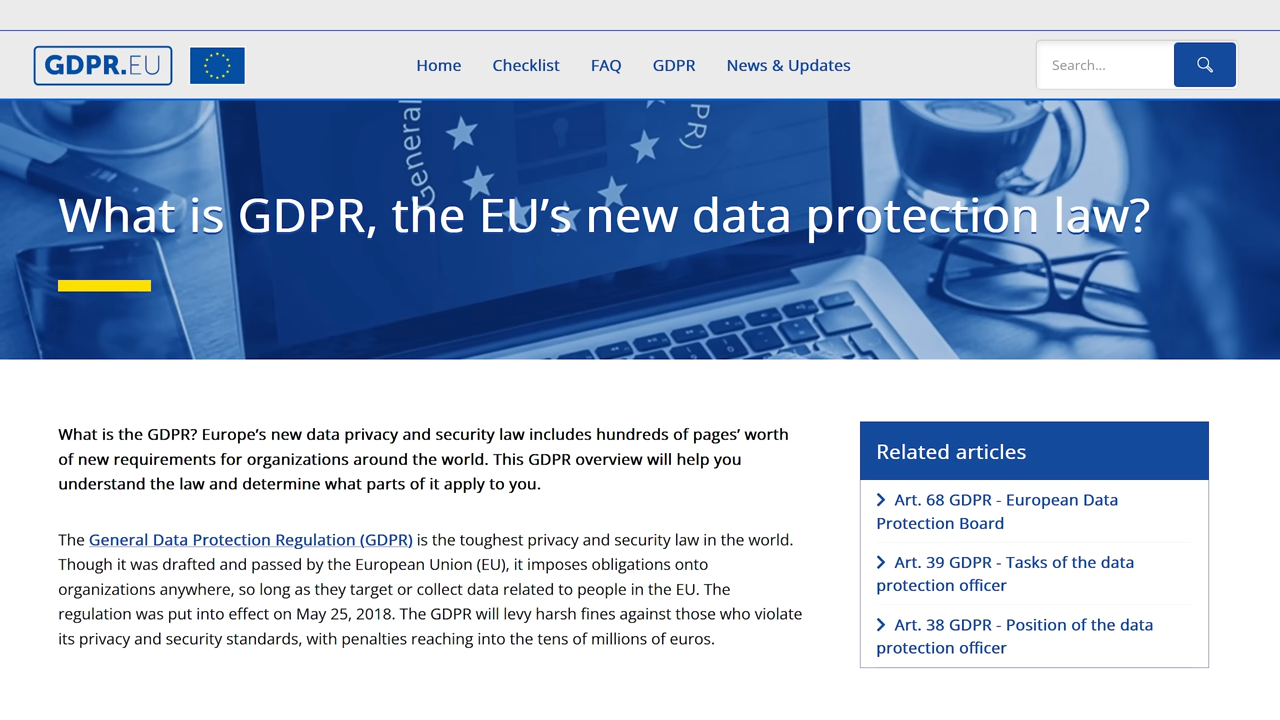 GDPR.EU
Home
Checklist
FAQ
GDPR
News & Updates
Search...
General
PR)
What is GDPR, the EU’s new data protection law?
What is the GDPR? Europe’s new data privacy and security law includes hundreds of pages’ worth
of new requirements for organizations around the world. This GDPR overview will help you
understand the law and determine what parts of it apply to you.
The General Data Protection Regulation (GDPR) is the toughest privacy and security law in the world.
Though it was drafted and passed by the European Union (EU), it imposes obligations onto
organizations anywhere, so long as they target or collect data related to people in the EU. The
regulation was put into effect on May 25, 2018. The GDPR will levy harsh fines against those who violate
its privacy and security standards, with penalties reaching into the tens of millions of euros.
Related articles
Art. 68 GDPR - European Data
Protection Board
Art. 39 GDPR - Tasks of the data
protection officer
Art. 38 GDPR - Position of the data
protection officer